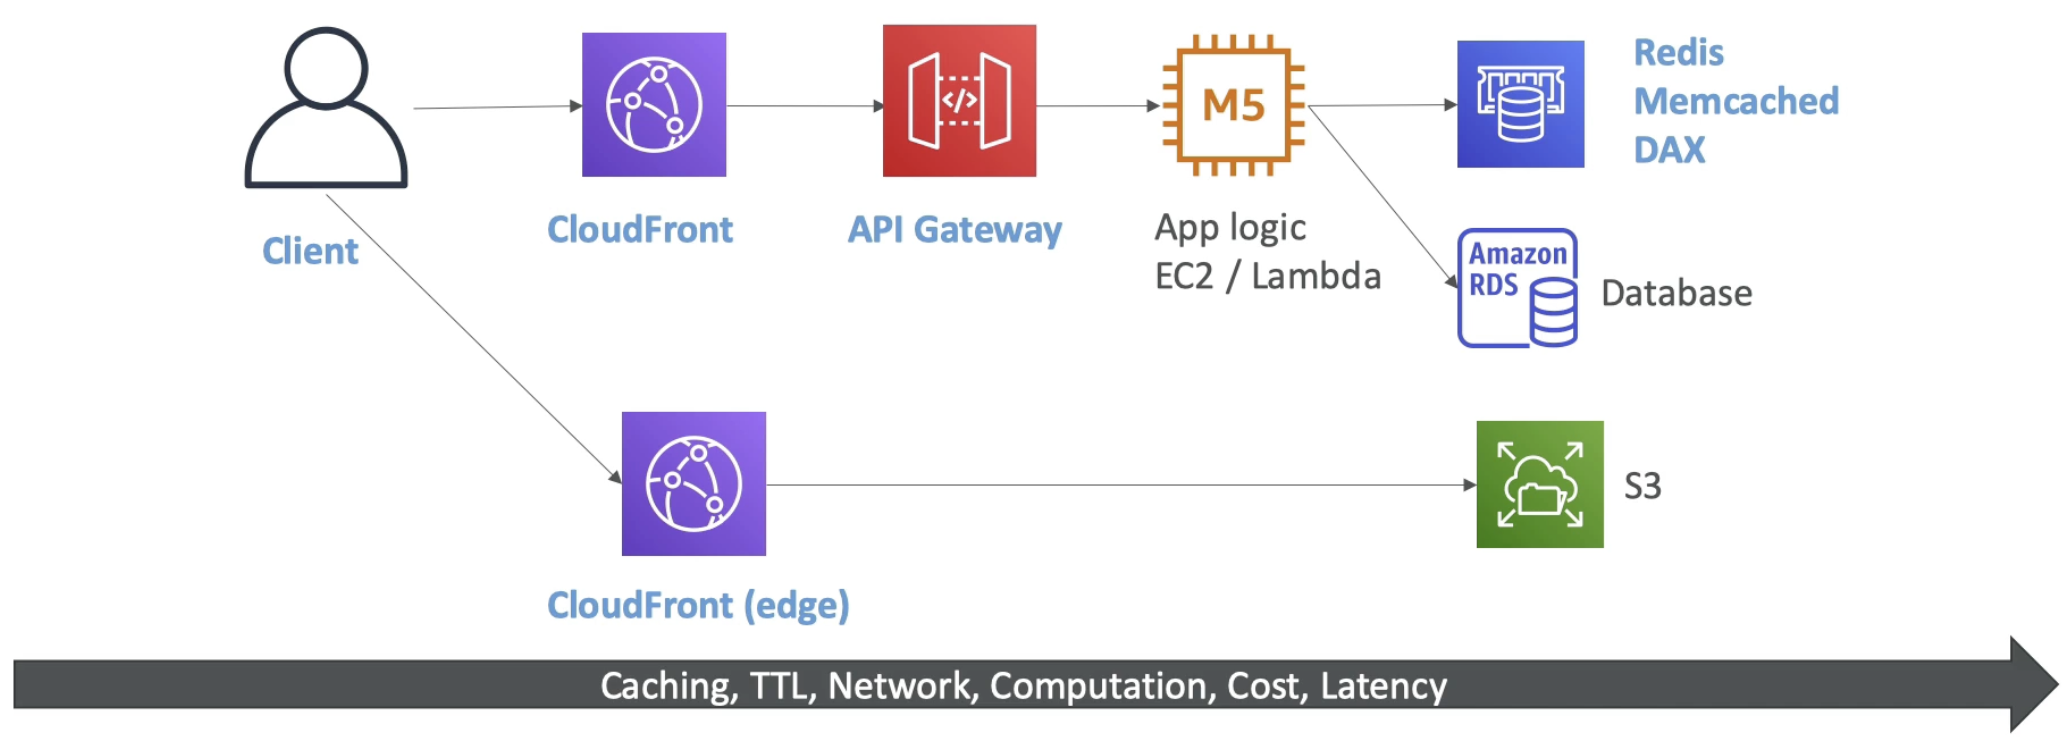 Client
CloudFront
</>
API Gateway
M5
App logic
EC2 / Lambda
Redis
Memcached
DAX
Amazon
RDS
Database
CloudFront (edge)
S3
Caching, TTL, Network, Computation, Cost, Latency